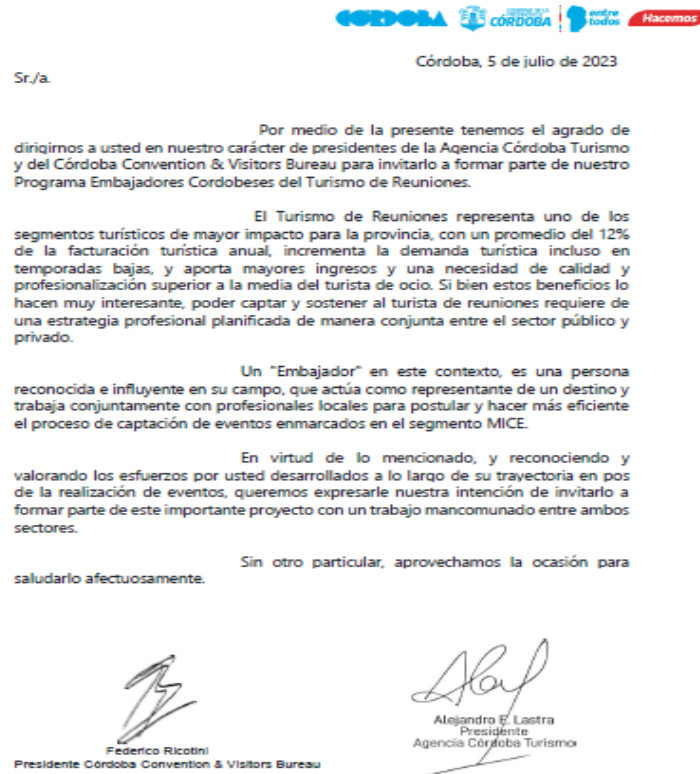 CORDOBA GOBIERNO DE LA PROVINCIA DE CÓRDOBA entre todos Hacemos
Córdoba, 5 de julio de 2023
Sr./a.
Por medio de la presente tenemos el agrado de
dirigirnos a usted en nuestro carácter de presidentes de la Agencia Córdoba Turismo
y del Córdoba Convention & Visitors Bureau para invitarlo a formar parte de nuestro
Programa Embajadores Cordobeses del Turismo de Reuniones.
El Turismo de Reuniones representa uno de los
segmentos turísticos de mayor impacto para la provincia, con un promedio del 12%
de la facturación turística anual, incrementa la demanda turística incluso en
temporadas bajas, y aporta mayores ingresos y una necesidad de calidad y
profesionalización superior a la media del turista de ocio. Si bien estos beneficios lo
hacen muy interesante, poder captar y sostener al turista de reuniones requiere de
una estrategia profesional planificada de manera conjunta entre el sector público y
privado.
Un "Embajador" en este contexto, es una persona
reconocida e influyente en su campo, que actúa como representante de un destino y
trabaja conjuntamente con profesionales locales para postular y hacer más eficiente
el proceso de captación de eventos enmarcados en el segmento MICE.
En virtud de lo mencionado, y reconociendo y
valorando los esfuerzos por usted desarrollados a lo largo de su trayectoria en pos
de la realización de eventos, queremos expresarle nuestra intención de invitarlo a
formar parte de este importante proyecto con un trabajo mancomunado entre ambos
sectores.
Sin otro particular, aprovechamos la ocasión para
saludarlo afectuosamente.
Federico Ricotini
Presidente Córdoba Convention & Visitors Bureau
Alejandro E. Lastra
Presidente
Agencia Córdoba Turismo